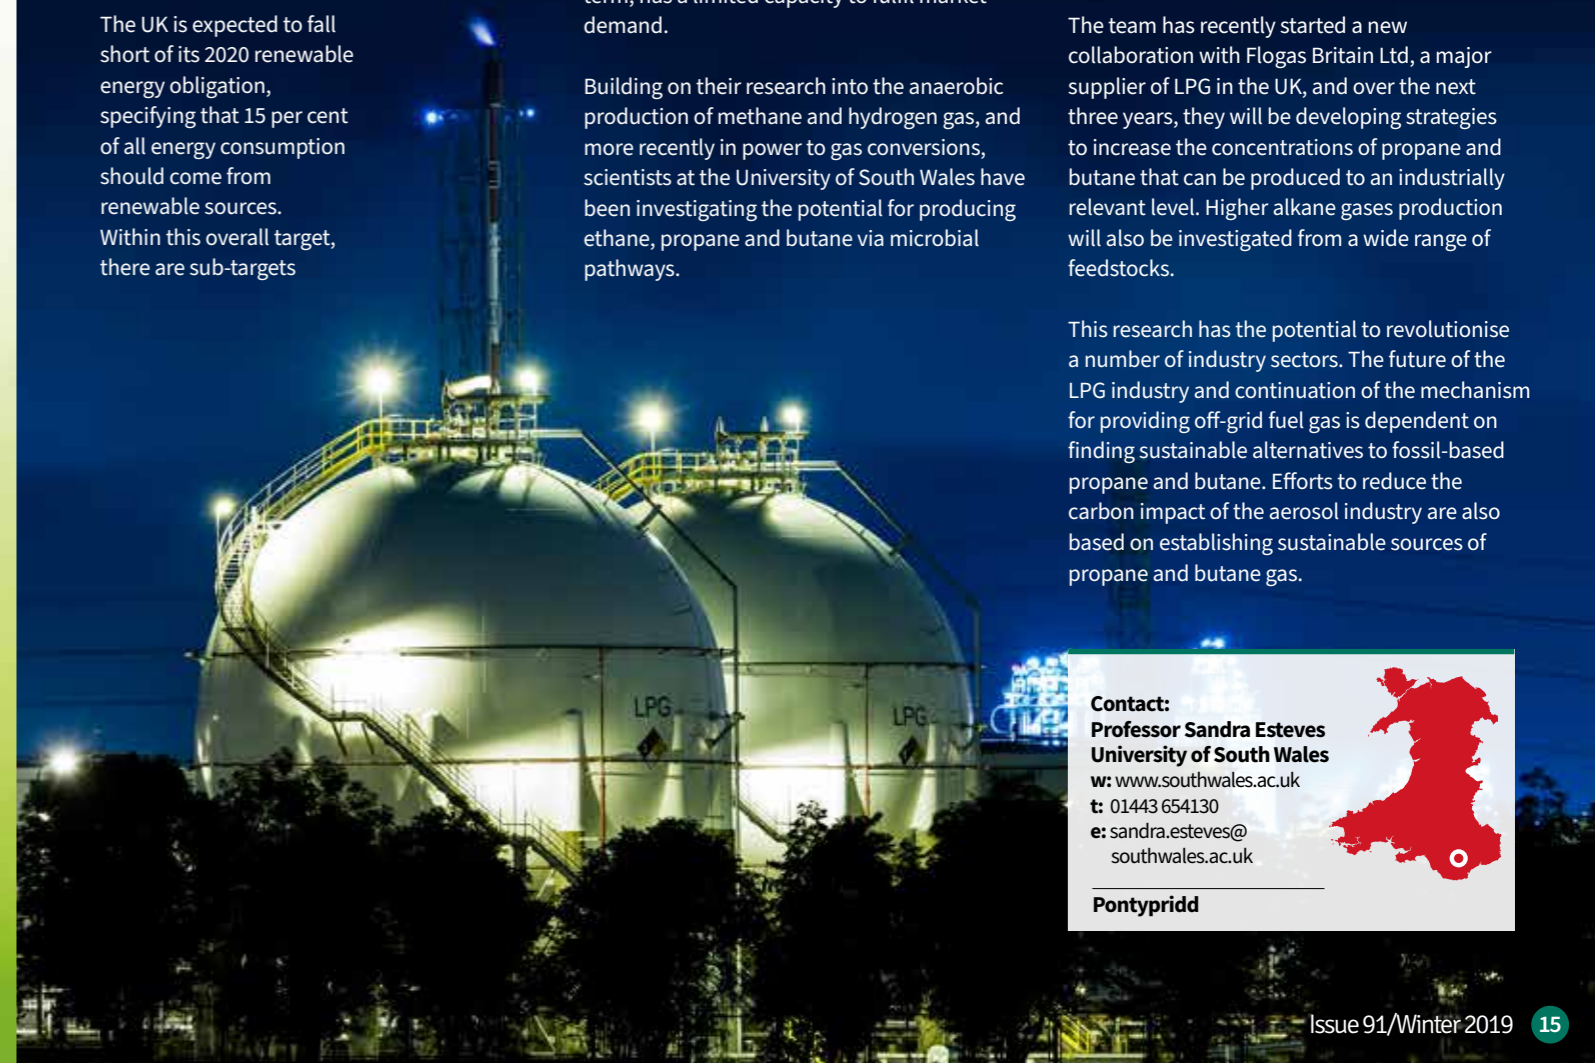 The UK is expected to fall
short of its 2020 renewable
energy obligation,
specifying that 15 per cent
of all energy consumption
should come from
renewable sources.
Within this overall target,
there are sub-targets
term, has a limited capacity to fulfil market
demand.
Building on their research into the anaerobic
production of methane and hydrogen gas, and
more recently in power to gas conversions,
scientists at the University of South Wales have
been investigating the potential for producing
ethane, propane and butane via microbial
pathways.
The team has recently started a new
collaboration with Flogas Britain Ltd, a major
supplier of LPG in the UK, and over the next
three years, they will be developing strategies
to increase the concentrations of propane and
butane that can be produced to an industrially
relevant level. Higher alkane gases production
will also be investigated from a wide range of
feedstocks.
This research has the potential to revolutionise
a number of industry sectors. The future of the
LPG industry and continuation of the mechanism
for providing off-grid fuel gas is dependent on
finding sustainable alternatives to fossil-based
propane and butane. Efforts to reduce the
carbon impact of the aerosol industry are also
based on establishing sustainable sources of
propane and butane gas.
LPG
LPG
Contact:
Professor Sandra Esteves
University of South Wales
w: www.southwales.ac.uk
t: 01443 654130
e: sandra.esteves@
southwales.ac.uk
Pontypridd
Issue 91/Winter 2019 15